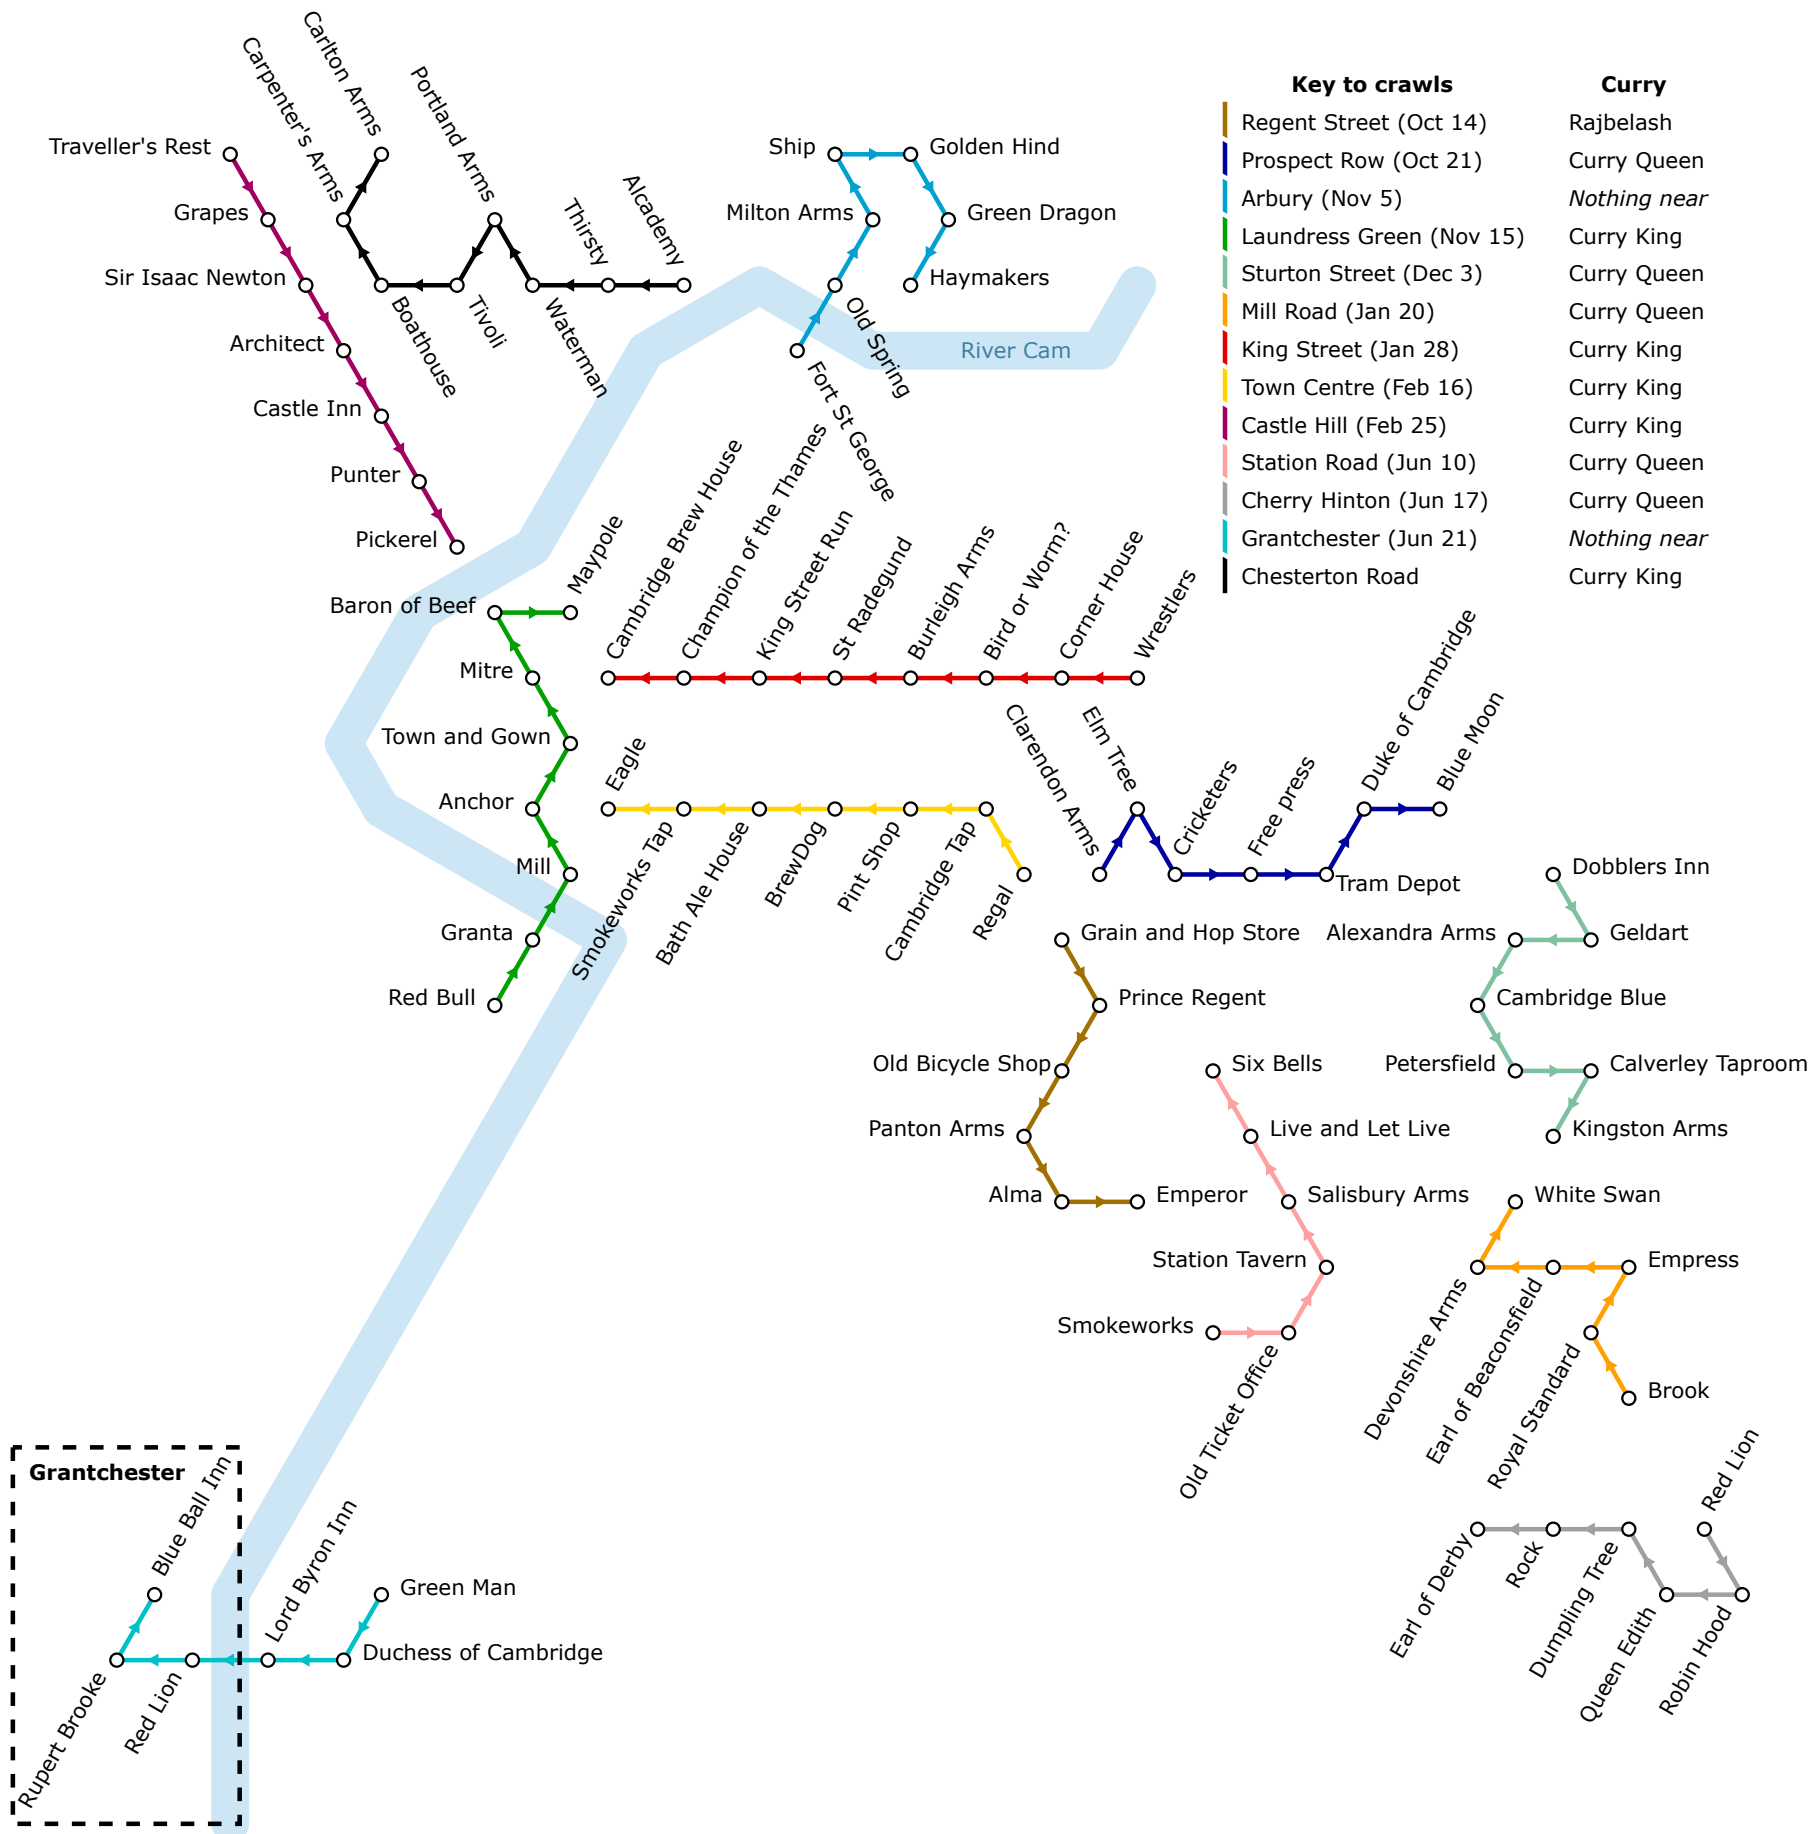 Key to crawls Curry
Regent Street (Oct 14) Rajbelash
Prospect Row (Oct 21) Curry Queen
Arbury (Nov 5) Nothing near
Laundress Green (Nov 15) Curry King
Sturton Street (Dec 3) Curry Queen
Mill Road (Jan 20) Curry Queen
King Street (Jan 28) Curry King
Town Centre (Feb 16) Curry King
Castle Hill (Feb 25) Curry King
Station Road (Jun 10) Curry Queen
Cherry Hinton (Jun 17) Curry Queen
Grantchester (Jun 21) Nothing near
Chesterton Road Curry King
Traveller's Rest
Grapes
Sir Isaac Newton
Architect
Castle Inn
Punter
Pickerel
Carlton Arms
Carpenter's Arms
Boathouse
Tivoli
Portland Arms
Waterman
Thirsty
Alcademy
Ship
Golden Hind
Milton Arms
Green Dragon
Haymakers
Old Spring
Fort St George
River Cam
Baron of Beef
Maypole
Mitre
Town and Gown
Anchor
Mill
Granta
Red Bull
Cambridge Brew House
Champion of the Thames
King Street Run
St Radegund
Burleigh Arms
Bird or Worm?
Corner House
Wrestlers
Eagle
Smokeworks Tap
Bath Ale House
BrewDog
Pint Shop
Cambridge Tap
Regal
Clarendon Arms
Elm Tree
Cricketers
Free press
Tram Depot
Duke of Cambridge
Blue Moon
Grain and Hop Store
Prince Regent
Old Bicycle Shop
Panton Arms
Alma
Emperor
Dobblers Inn
Geldart
Alexandra Arms
Cambridge Blue
Petersfield
Calverley Taproom
Kingston Arms
Six Bells
Live and Let Live
Salisbury Arms
Station Tavern
Smokeworks
Old Ticket Office
White Swan
Empress
Devonshire Arms
Earl of Beaconsfield
Royal Standard
Brook
Red Lion
Robin Hood
Queen Edith
Dumpling Tree
Rock
Earl of Derby
Grantchester
Blue Ball Inn
Rupert Brooke
Red Lion
Lord Byron Inn
Green Man
Duchess of Cambridge